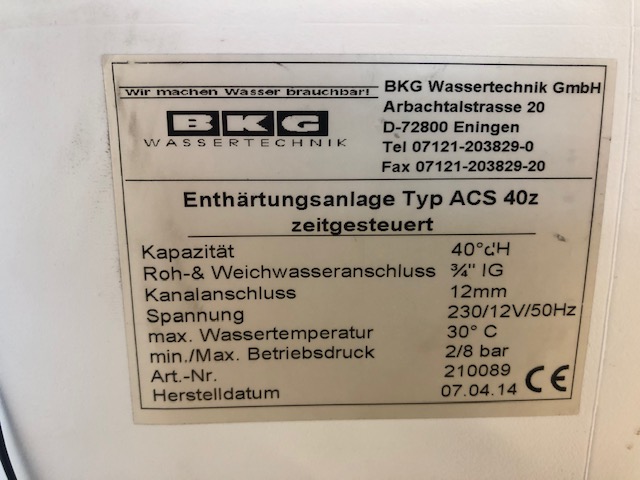 Wir machen Wasser brauchbar!
BKG
WASSERTECHNIK
BKG Wassertechnik GmbH
Arbachtalstrasse 20
D-72800 Eningen
Tel 07121-203829-0
Fax 07121-203829-20
Enthärtungsanlage Typ ACS 40z
zeitgesteuert
Kapazität 40°dH
Roh-& Weichwasseranschluss ¾" IG
Kanalanschluss 12mm
Spannung 230/12V/50Hz
max. Wassertemperatur 30° C
min./Max. Betriebsdruck 2/8 bar
Art.-Nr. 210089
Herstelldatum 07.04.14 CE